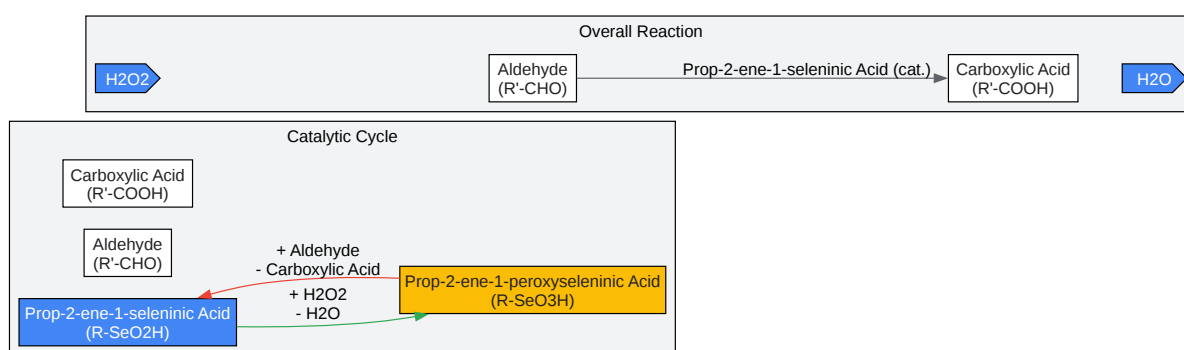 Overall Reaction
H2O2
Aldehyde
(R'-CHO)
Prop-2-ene-1-seleninic Acid (cat.)
Carboxylic Acid
(R'-COOH)
H2O
Catalytic Cycle
Carboxylic Acid
(R'-COOH)
Aldehyde
(R'-CHO)
+ Aldehyde
- Carboxylic Acid
Prop-2-ene-1-peroxyseleninic Acid
(R-SeO3H)
+ H2O2
- H2O
Prop-2-ene-1-seleninic Acid
(R-SeO2H)